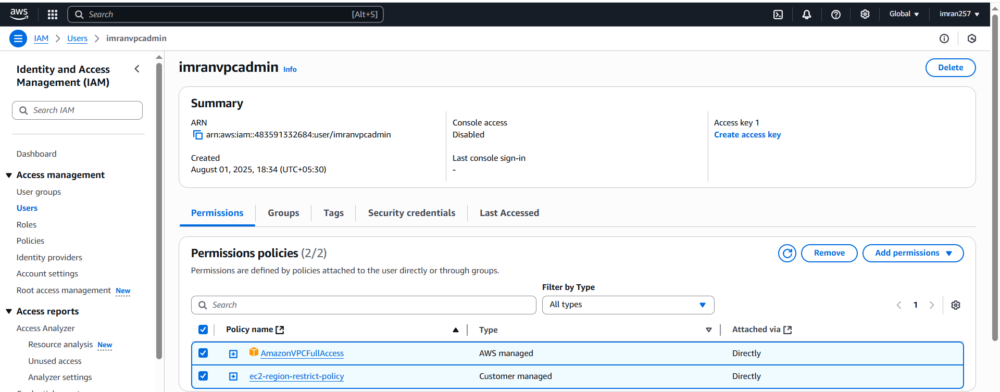 aws
Search
[Alt+S]
Global
imran257
IAM
Users
imranvpcadmin
Identity and Access
Management (IAM)
Search IAM
Dashboard
Access management
User groups
Users
Roles
Policies
Identity providers
Account settings
Root access management New
Access reports
Access Analyzer
Resource analysis New
Unused access
Analyzer settings
imranvpcadmin Info
Delete
Summary
ARN
arn:aws:iam::483591332684:user/imranvpcadmin
Created
August 01, 2025, 18:34 (UTC+05:30)
Console access
Disabled
Last console sign-in
-
Access key 1
Create access key
Permissions
Groups
Tags
Security credentials
Last Accessed
Permissions policies (2/2)
Permissions are defined by policies attached to the user directly or through groups.
Remove
Add permissions
Search
Filter by Type
All types
1
Policy name
Type
Attached via
AmazonVPCFullAccess
AWS managed
Directly
ec2-region-restrict-policy
Customer managed
Directly